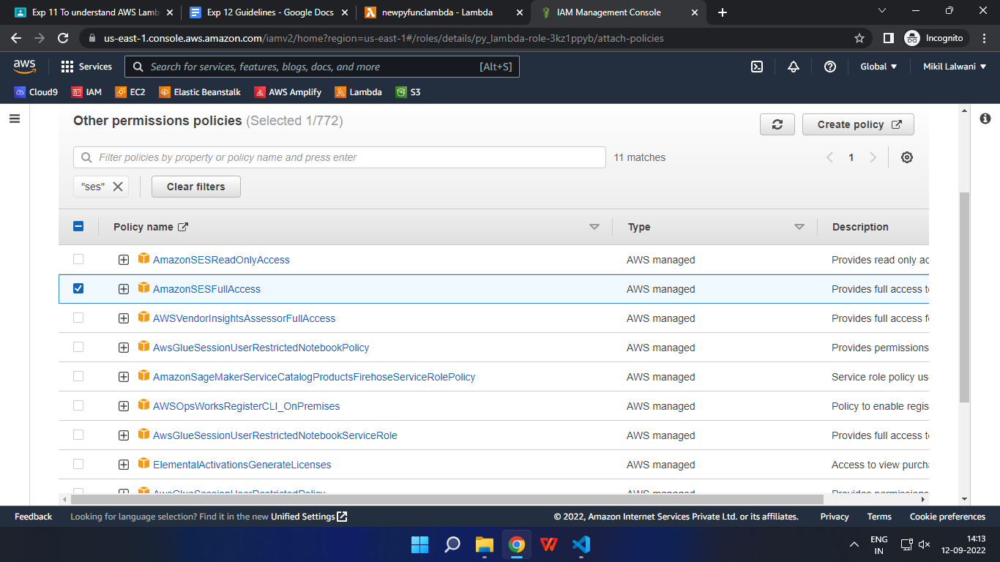 Exp 11 To understand AWS Lamb
Exp 12 Guidelines - Google Docs
newpyfunclambda - Lambda
IAM Management Console
us-east-1.console.aws.amazon.com/iamv2/home?region=us-east-1#/roles/details/py_lambda-role-3kz1ppyb/attach-policies
Incognito
aws
Services
Search for services, features, blogs, docs, and more
[Alt+S]
Global
Mikil Lalwani
Cloud9
IAM
EC2
Elastic Beanstalk
AWS Amplify
Lambda
S3
Other permissions policies (Selected 1/772)
Create policy
Filter policies by property or policy name and press enter
11 matches
1
"ses"
Clear filters
Policy name
Type
Description
AmazonSESReadOnlyAccess
AWS managed
Provides read only ac
AmazonSESFullAccess
AWS managed
Provides full access to
AWSVendorInsightsAssessorFullAccess
AWS managed
Provides full access fo
AwsGlueSessionUserRestrictedNotebookPolicy
AWS managed
Provides permissions
AmazonSageMakerServiceCatalogProductsFirehoseServiceRolePolicy
AWS managed
Service role policy use
AWSOpsWorksRegisterCLI_OnPremises
AWS managed
Policy to enable regis
AwsGlueSessionUserRestrictedNotebookServiceRole
AWS managed
Provides full access to
ElementalActivationsGenerateLicenses
AWS managed
Access to view purcha
AwsGlueSessionUserRestrictedPolicy
AWS managed
Provides permissions
Feedback
Looking for language selection? Find it in the new Unified Settings
© 2022, Amazon Internet Services Private Ltd. or its affiliates.
Privacy
Terms
Cookie preferences
ENG
IN
14:13
12-09-2022